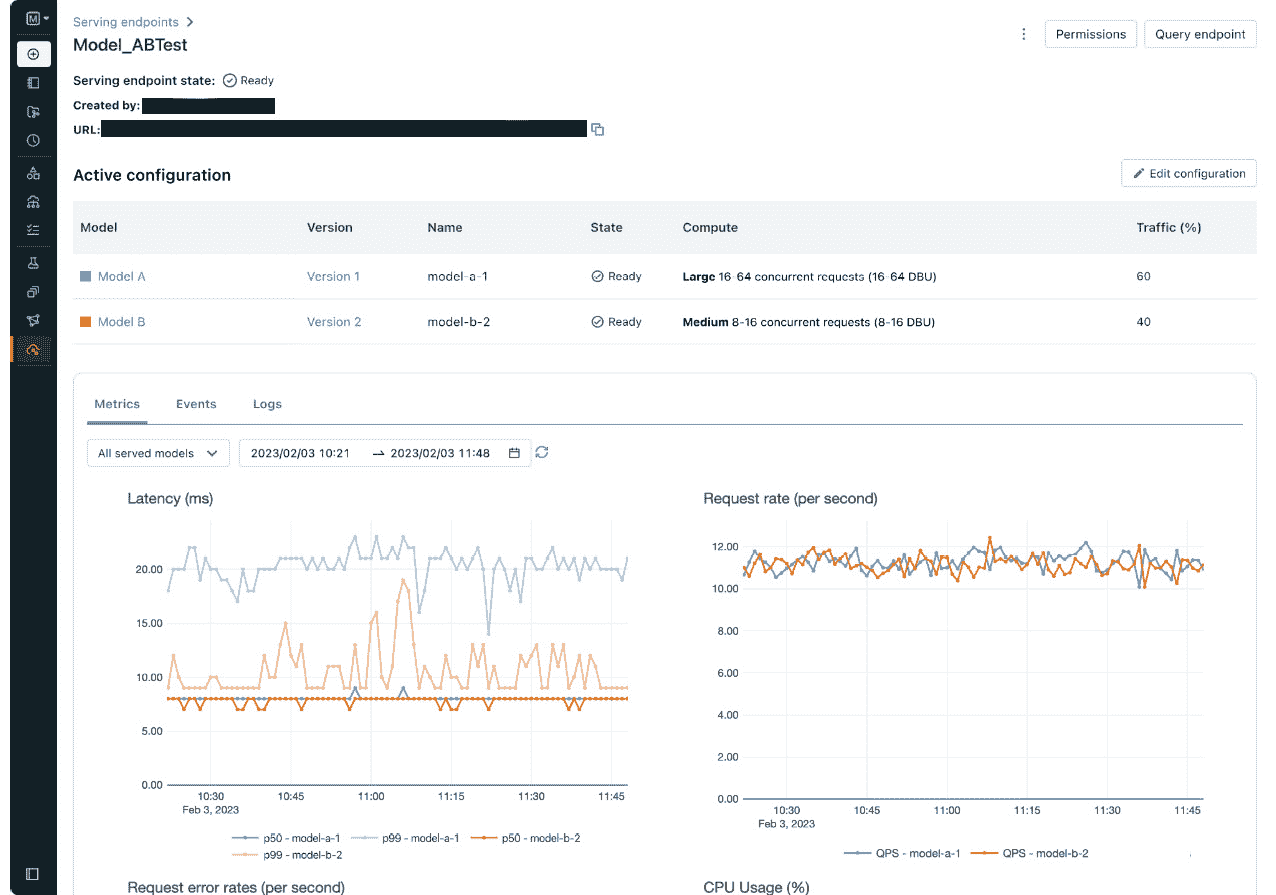 M
Serving endpoints
Model_ABTest
Permissions
Query endpoint
Serving endpoint state: Ready
Created by:
URL:
Active configuration
Edit configuration
Model Version Name State Compute Traffic (%)
Model A Version 1 model-a-1 Ready Large 16-64 concurrent requests (16-64 DBU) 60
Model B Version 2 model-b-2 Ready Medium 8-16 concurrent requests (8-16 DBU) 40
Metrics Events Logs
All served models 2023/02/03 10:21 → 2023/02/03 11:48
Latency (ms)
20.00
15.00
10.00
5.00
0.00
10:30 10:45 11:00 11:15 11:30 11:45
Feb 3, 2023
p50 - model-a-1 p99 - model-a-1 p50 - model-b-2
p99 - model-b-2
Request rate (per second)
12.00
10.00
8.00
6.00
4.00
2.00
0.00
10:30 10:45 11:00 11:15 11:30 11:45
Feb 3, 2023
QPS - model-a-1 QPS - model-b-2
Request error rates (per second)
CPU Usage (%)